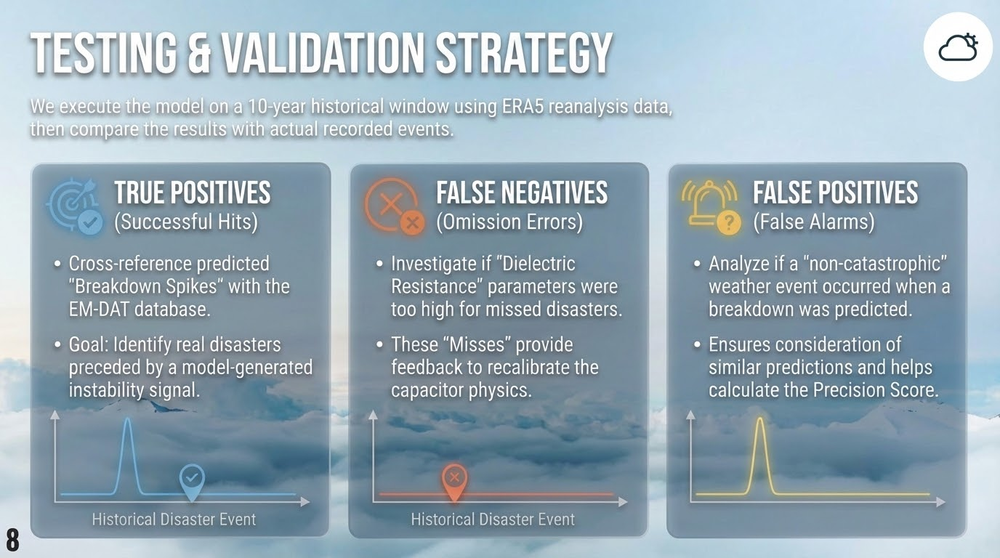 TESTING & VALIDATION STRATEGY
We execute the model on a 10-year historical window using ERA5 reanalysis data,
then compare the results with actual recorded events.
TRUE POSITIVES
(Successful Hits)
• Cross-reference predicted
"Breakdown Spikes" with the
EM-DAT database.
• Goal: Identify real disasters
preceded by a model-generated
instability signal.
Historical Disaster Event
FALSE NEGATIVES
(Omission Errors)
• Investigate if "Dielectric
Resistance" parameters were
too high for missed disasters.
• These "Misses" provide
feedback to recalibrate the
capacitor physics.
Historical Disaster Event
FALSE POSITIVES
(False Alarms)
• Analyze if a "non-catastrophic"
weather event occurred when a
breakdown was predicted.
• Ensures consideration of
similar predictions and helps
calculate the Precision Score.
8